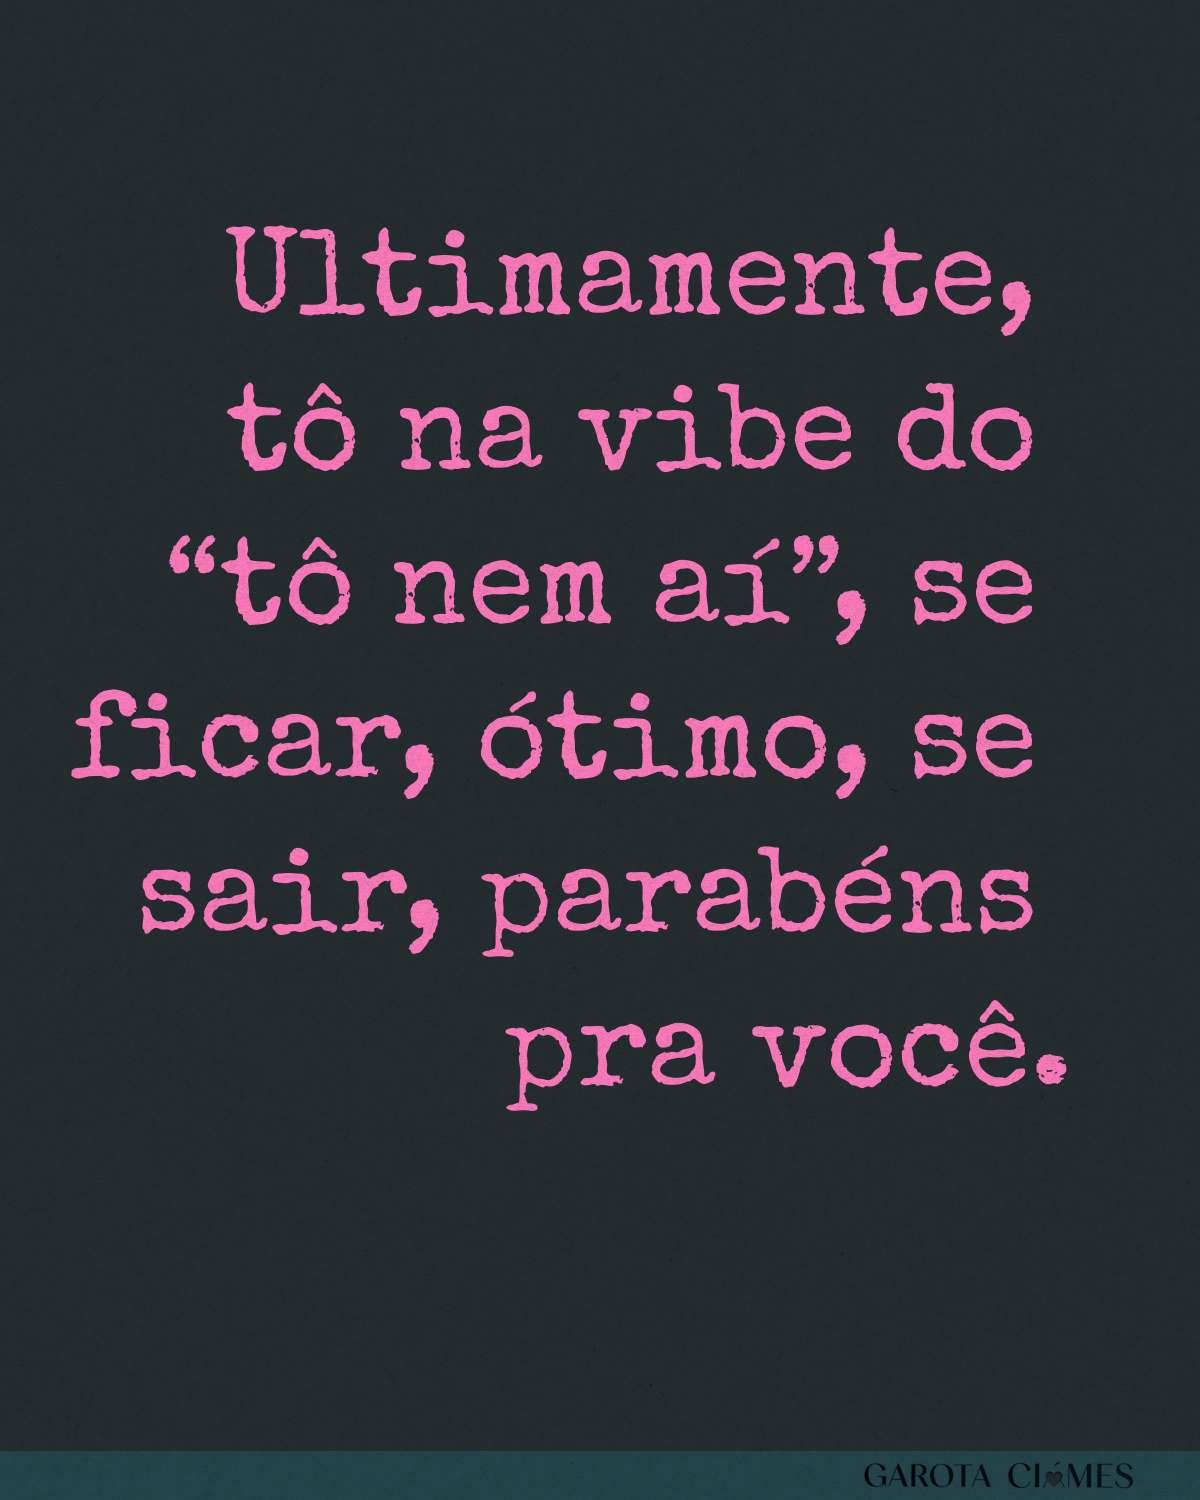 Ultimamente,
tô na vibe do
“tô nem aí”, se
ficar, ótimo, se
sair, parabéns
pra você.
GAROTA CIÚMES